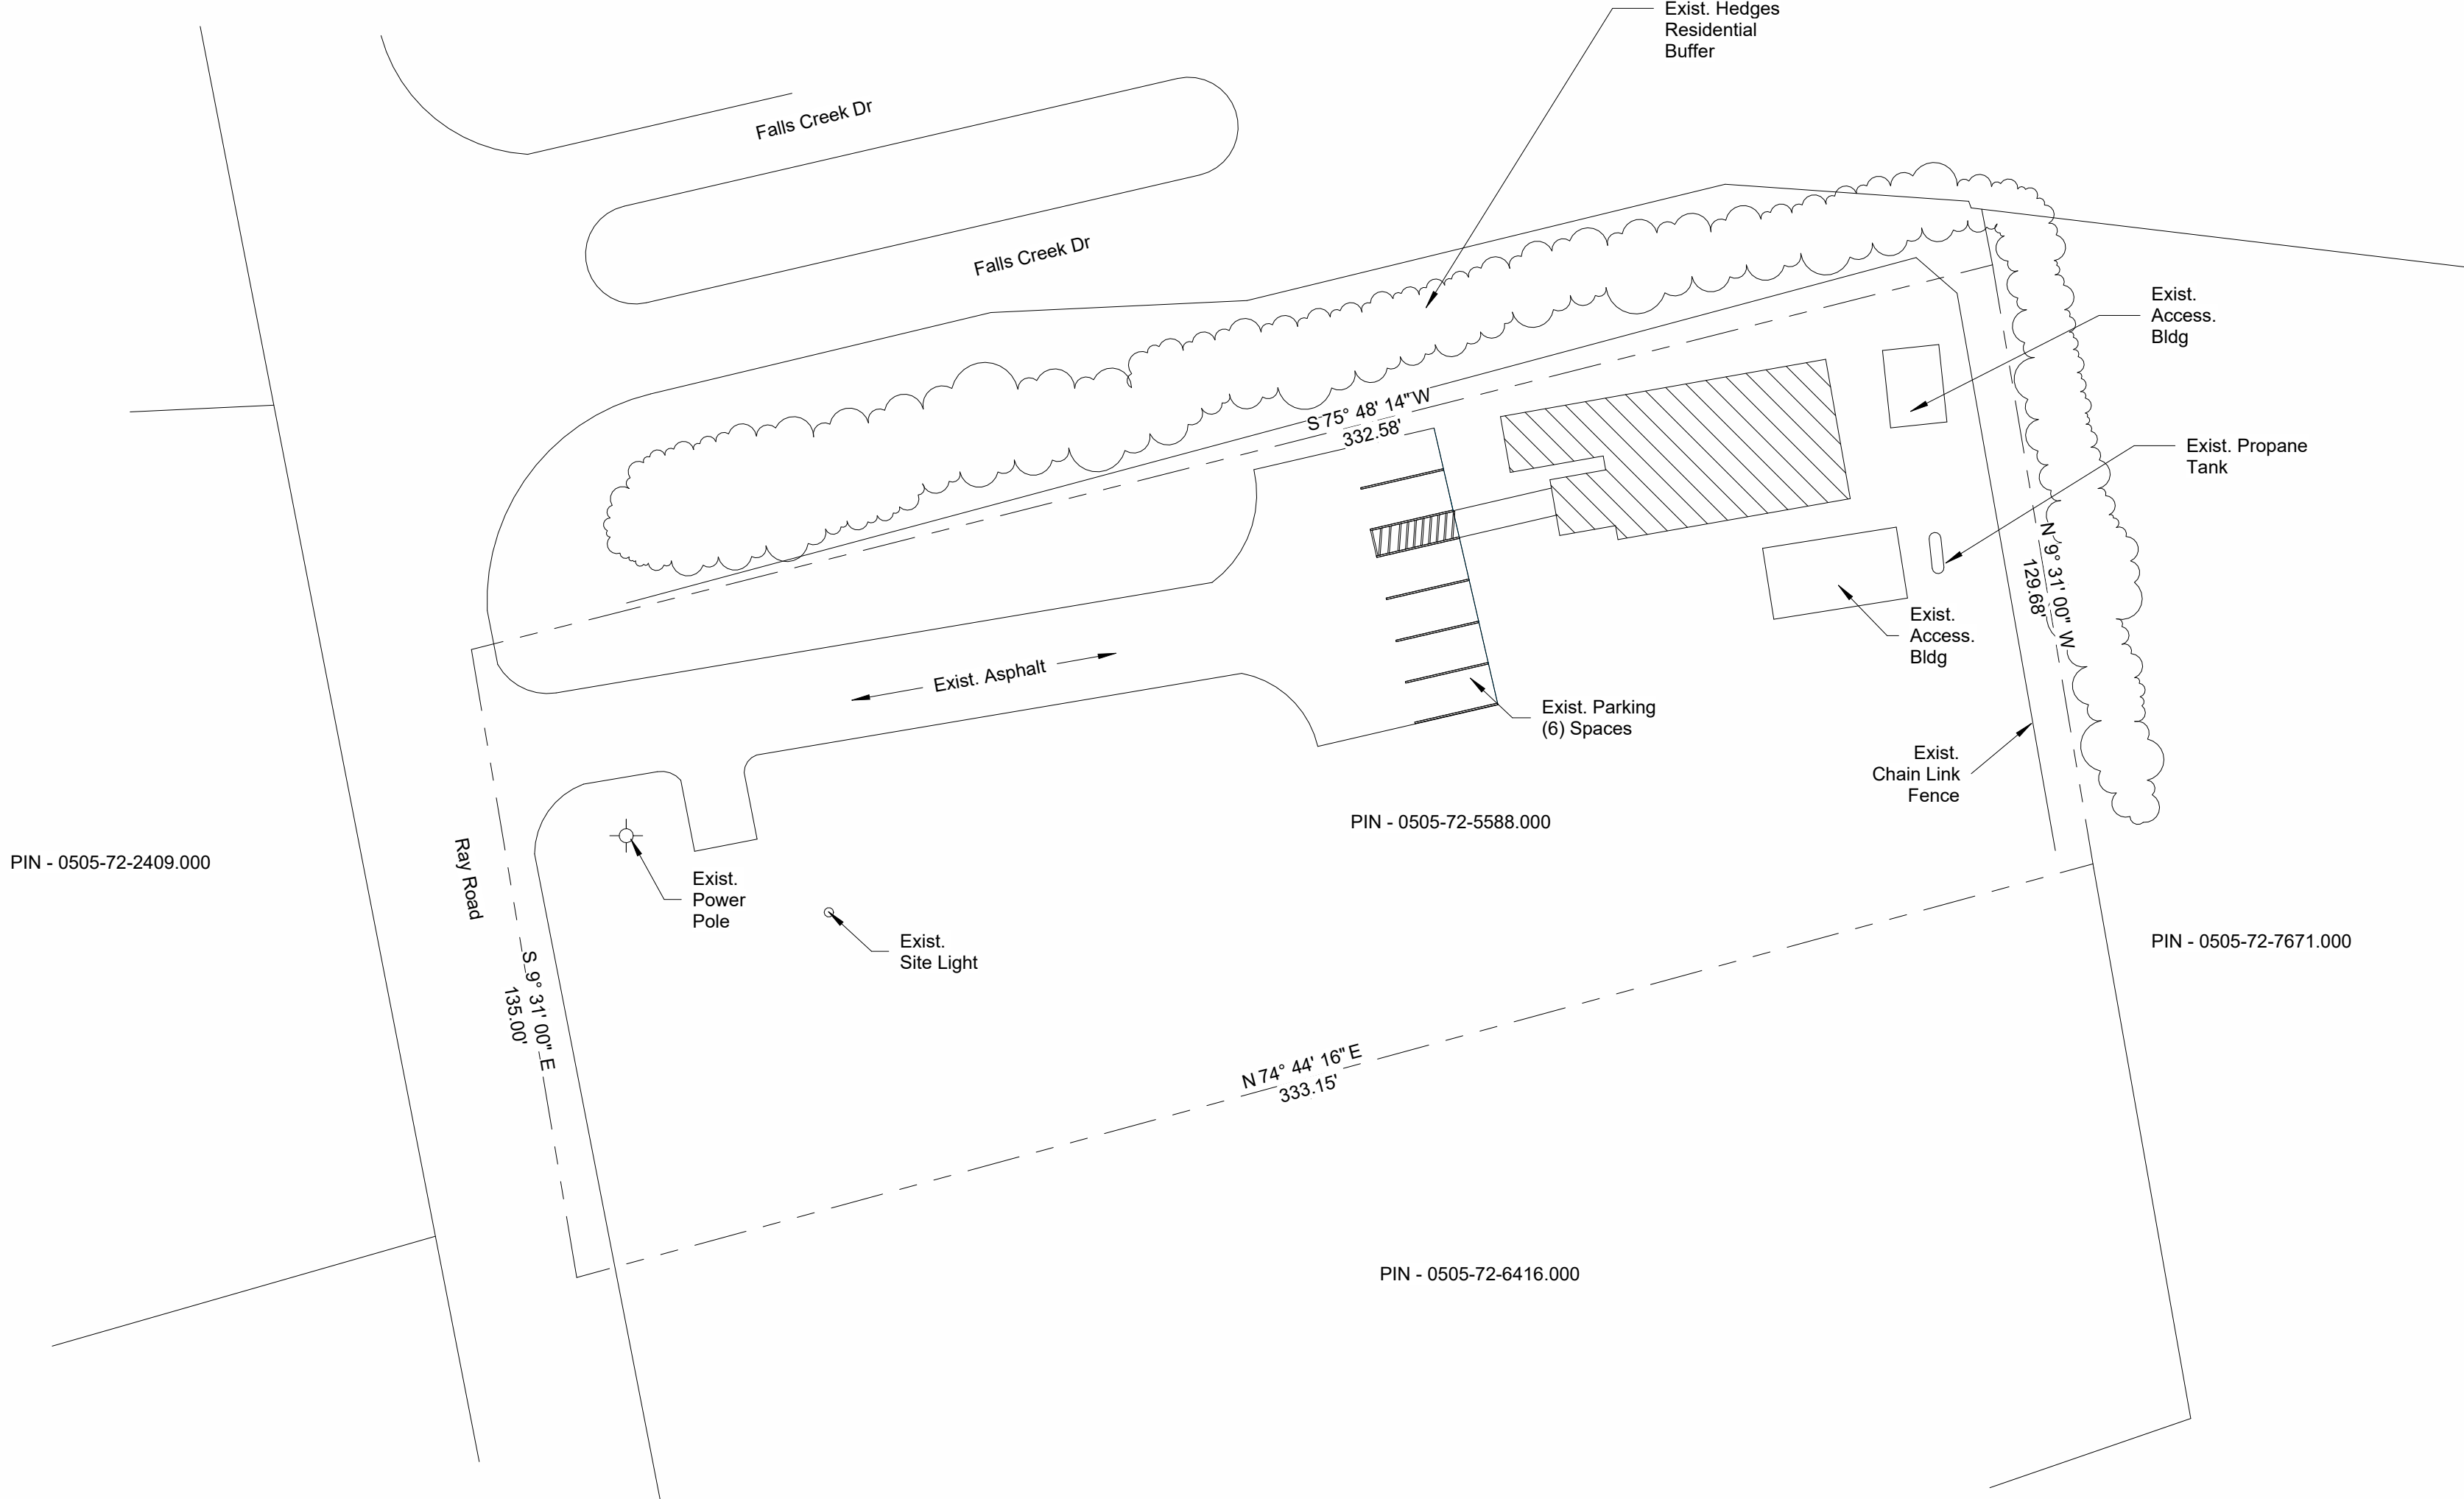 Exist. Hedges
Residential
Buffer
Falls Creek Dr
Falls Creek Dr
Exist.
Access.
Bldg
S 75° 48' 14" W
332.58'
Exist. Propane
Tank
N 9° 31' 00" W
129.68'
Exist.
Access.
Bldg
Exist. Asphalt
Exist. Parking
(6) Spaces
Exist.
Chain Link
Fence
PIN - 0505-72-5588.000
PIN - 0505-72-2409.000
Ray Road
Exist.
Power
Pole
Exist.
Site Light
PIN - 0505-72-7671.000
S 9° 31' 00" E
135.00'
N 74° 44' 16" E
333.15'
PIN - 0505-72-6416.000